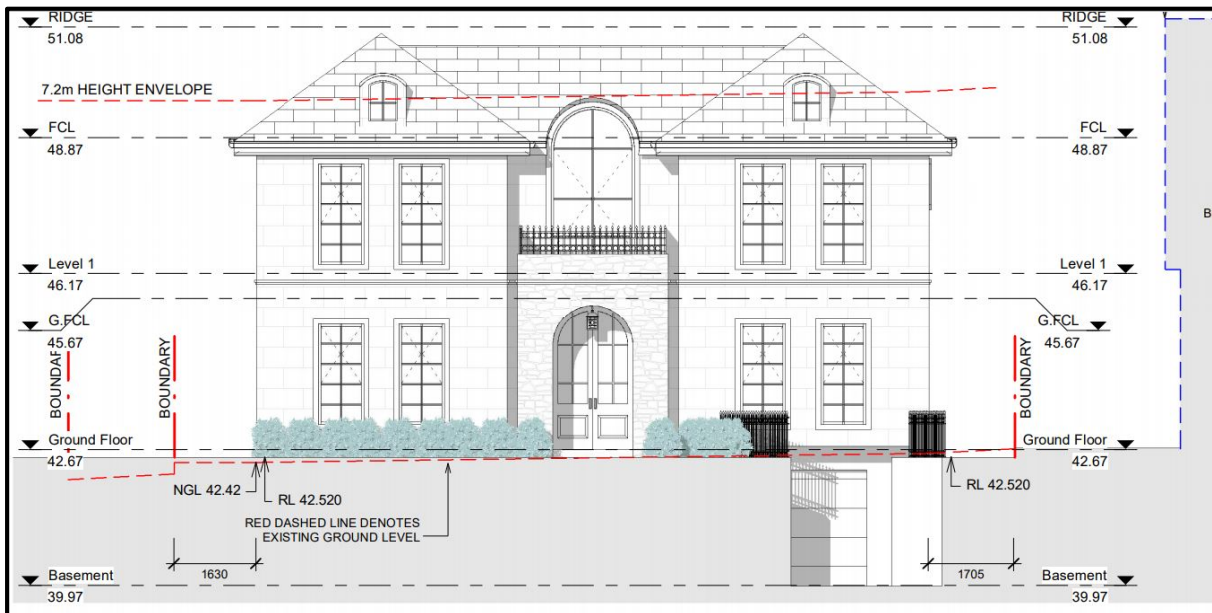 RIDGE
51.08
RIDGE
51.08
7.2m HEIGHT ENVELOPE
FCL
48.87
FCL
48.87
B
Level 1
46.17
Level 1
46.17
G.FCL
45.67
G.FCL
45.67
BOUNDAR
BOUNDARY
BOUNDARY
Ground Floor
42.67
Ground Floor
42.67
NGL 42.42
RL 42.520
RL 42.520
RED DASHED LINE DENOTES
EXISTING GROUND LEVEL
1630
1705
Basement
39.97
Basement
39.97